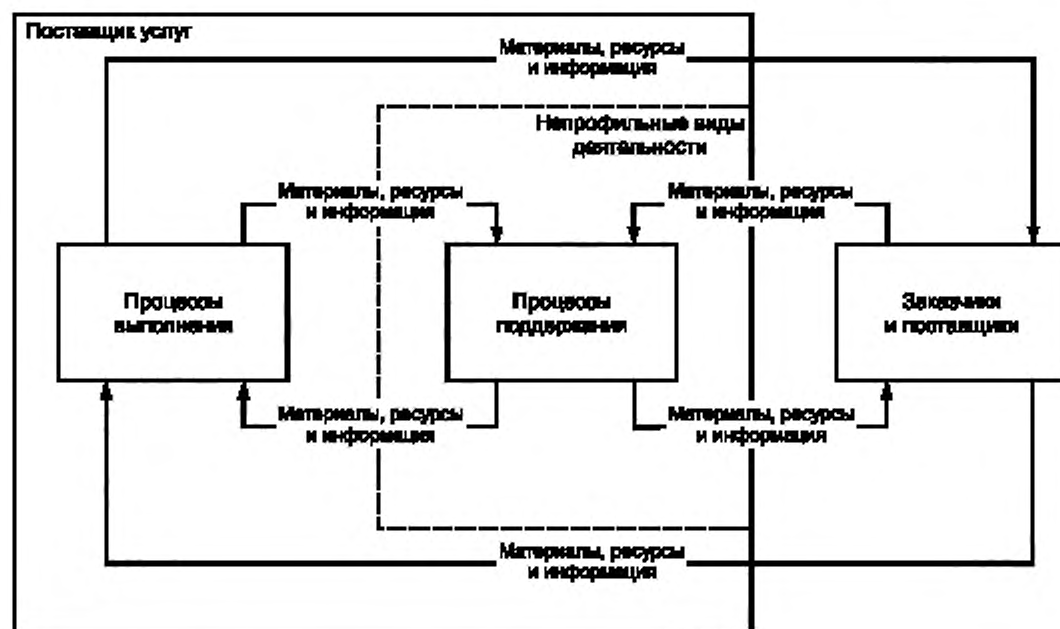 Поставщик услуг
Материалы, ресурсы
и информация
Непрофильные виды
деятельности
Материалы, ресурсы
и информация
Материалы, ресурсы
и информация
Процессы
выполнения
Процессы
поддержания
Заказчики
и поставщики
Материалы, ресурсы
и информация
Материалы, ресурсы
и информация
Материалы, ресурсы
и информация